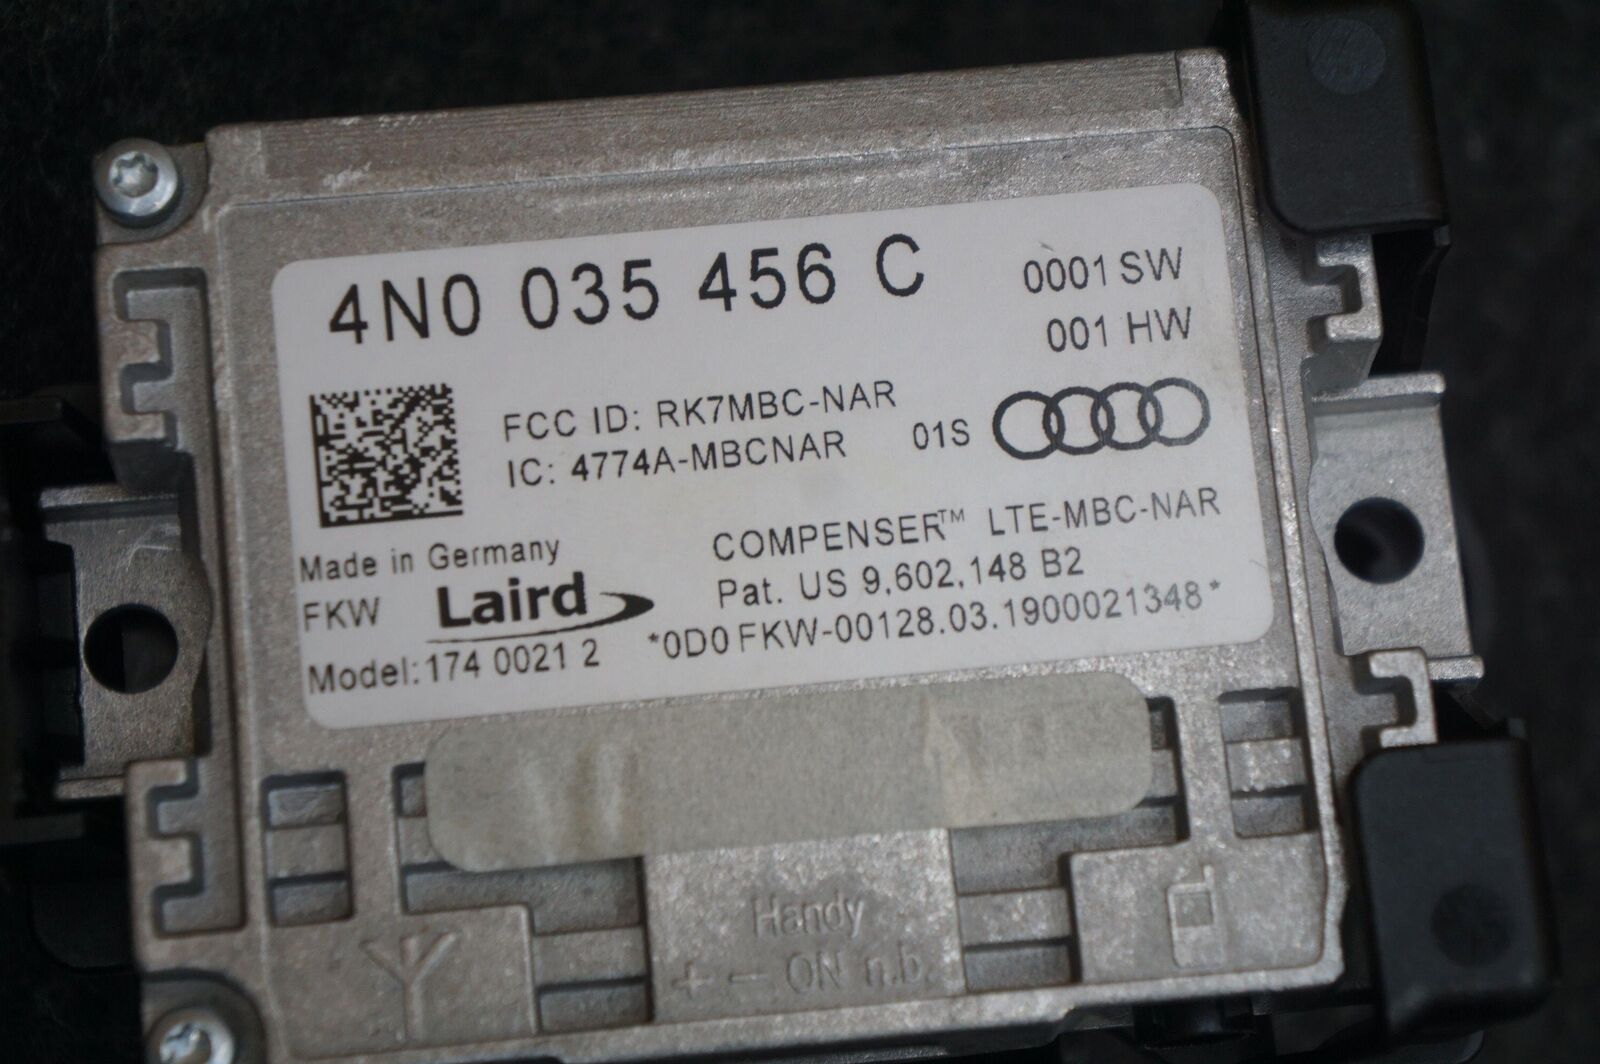 4N0 035 456 C
0001 SW
001 HW
FCC ID: RK7MBC-NAR
IC: 4774A-MBCNAR
01S
Made in Germany
FKW
Laird
Model:174 0021 2
COMPENSER™ LTE-MBC-NAR
Pat. US 9,602,148 B2
*0D0 FKW-00128.03.1900021348*
Handy
+ − ON n.b.